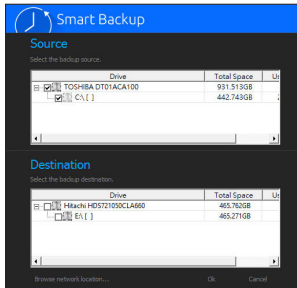 Smart Backup
Source
Select the backup source.
Drive Total Space Us
TOSHIBA DT01ACA100 931.513GB
C:\ [ ] 442.743GB
Destination
Select the backup destination.
Drive Total Space Us
Hitachi HDS721050CLA660 465.762GB
E:\ [ ] 465.271GB
Browse network location.... Ok Cancel